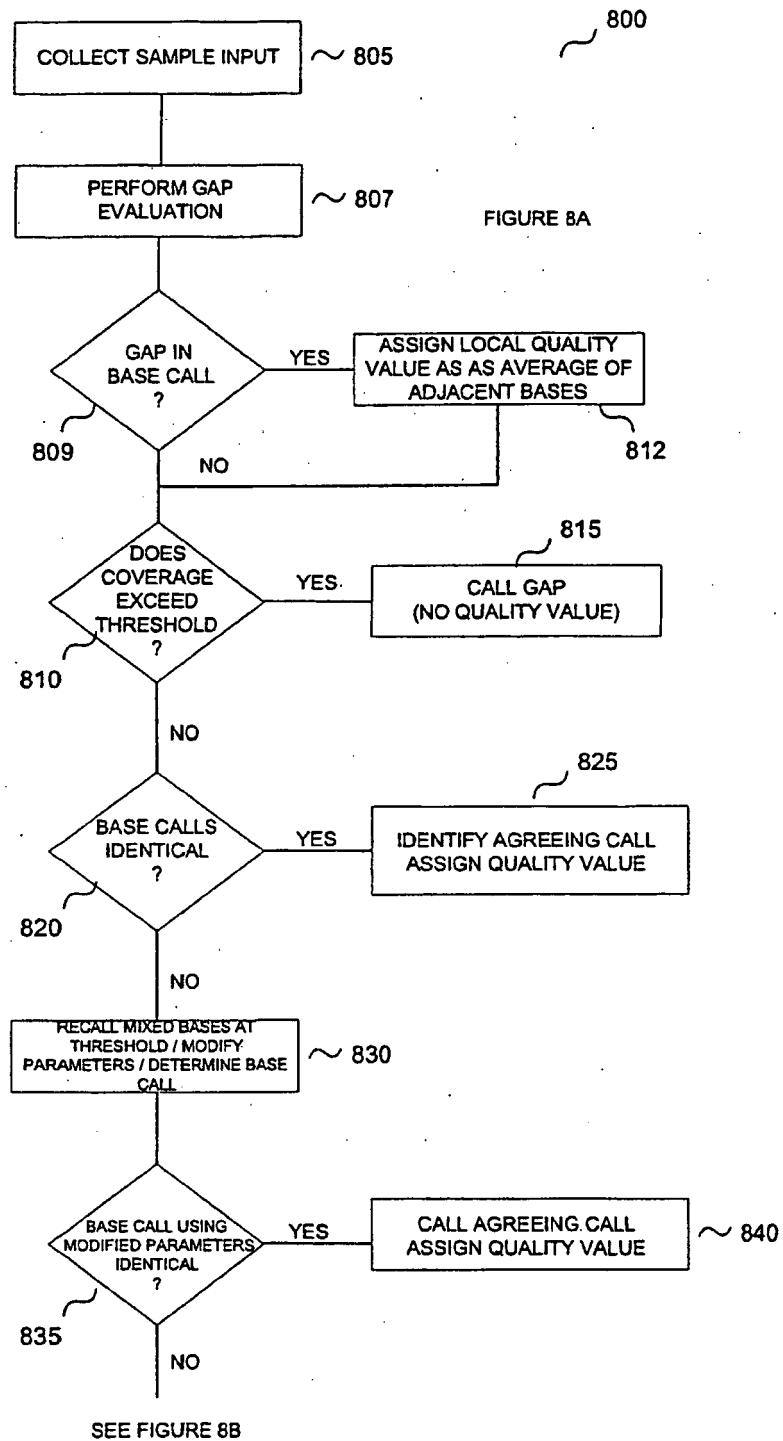 800
COLLECT SAMPLE INPUT
805
PERFORM GAP
EVALUATION
807
FIGURE 8A
GAP IN
BASE CALL
?
809
YES
ASSIGN LOCAL QUALITY
VALUE AS AS AVERAGE OF
ADJACENT BASES
812
NO
DOES
COVERAGE
EXCEED
THRESHOLD
?
810
YES
815
CALL GAP
(NO QUALITY VALUE)
NO
BASE CALLS
IDENTICAL
?
820
YES
825
IDENTIFY AGREEING CALL
ASSIGN QUALITY VALUE
NO
RECALL MIXED BASES AT
THRESHOLD / MODIFY
PARAMETERS / DETERMINE BASE
CALL
830
BASE CALL USING
MODIFIED PARAMETERS
IDENTICAL
?
835
YES
CALL AGREEING CALL
ASSIGN QUALITY VALUE
840
NO
SEE FIGURE 8B